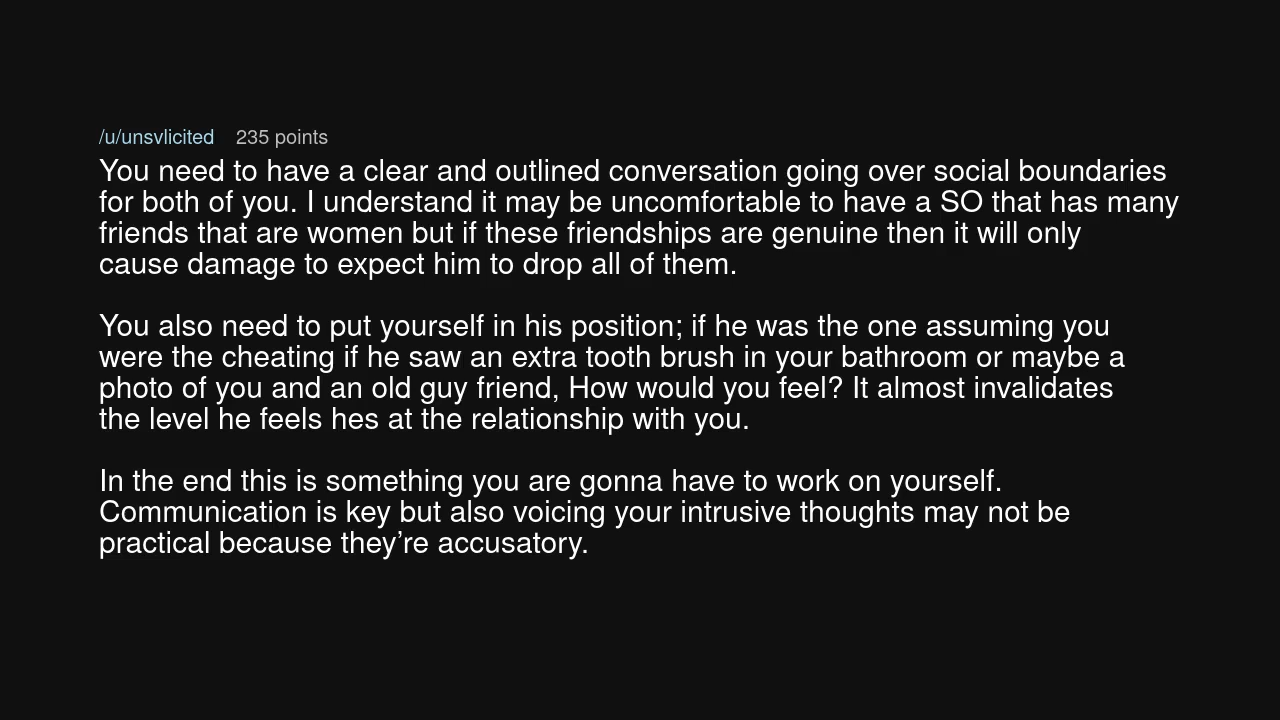 /u/unsvlicited 235 points
You need to have a clear and outlined conversation going over social boundaries
for both of you. I understand it may be uncomfortable to have a SO that has many
friends that are women but if these friendships are genuine then it will only
cause damage to expect him to drop all of them.
You also need to put yourself in his position; if he was the one assuming you
were the cheating if he saw an extra tooth brush in your bathroom or maybe a
photo of you and an old guy friend, How would you feel? It almost invalidates
the level he feels hes at the relationship with you.
In the end this is something you are gonna have to work on yourself.
Communication is key but also voicing your intrusive thoughts may not be
practical because they’re accusatory.